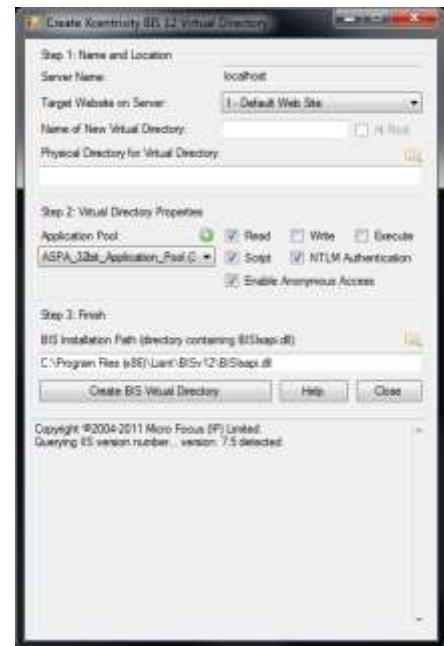 Create Xcentrisity BIS 12 Virtual Directory
Step 1: Name and Location
Server Name: localhost
Target Website on Server: 1 - Default Web Site
Name of New Virtual Directory: At Root
Physical Directory for Virtual Directory:
Step 2: Virtual Directory Properties
Application Pool: Read Write Execute
ASPA_32bit_Application_Pool Script NTLM Authentication
Enable Anonymous Access
Step 3: Finish
BIS Installation Path (directory containing BISIsapi.dll):
C:\Program Files (x86)\Liant\BISv12\BISIsapi.dll
Create BIS Virtual Directory Help Close
Copyright ©2004-2011 Micro Focus (IP) Limited.
Querying IIS version number... version 7.5 detected